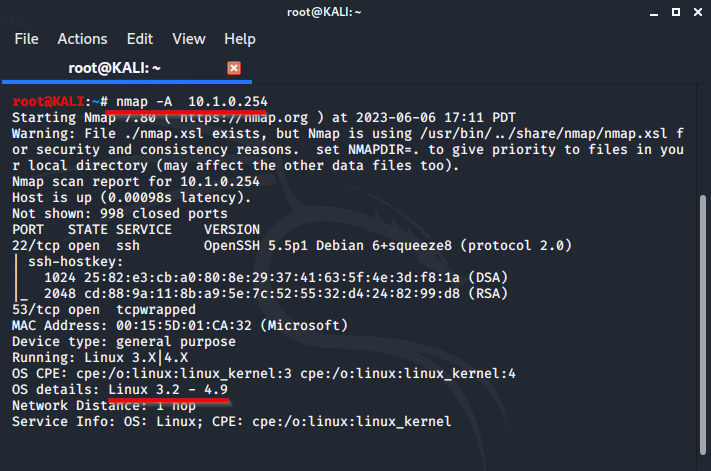 root@KALI: ~
File Actions Edit View Help
root@KALI: ~
root@KALI:~# nmap -A  10.1.0.254
Starting Nmap 7.80 ( https://nmap.org ) at 2023-06-06 17:11 PDT
Warning: File ./nmap.xsl exists, but Nmap is using /usr/bin/../share/nmap/nmap.xsl f
or security and consistency reasons.  set NMAPDIR=. to give priority to files in you
r local directory (may affect the other data files too).
Nmap scan report for 10.1.0.254
Host is up (0.00098s latency).
Not shown: 998 closed ports
PORT   STATE SERVICE    VERSION
22/tcp open  ssh        OpenSSH 5.5p1 Debian 6+squeeze8 (protocol 2.0)
| ssh-hostkey:
|   1024 25:82:e3:cb:a0:80:8e:29:37:41:63:5f:4e:3d:f8:1a (DSA)
|_  2048 cd:88:9a:11:8b:a9:5e:7c:52:55:32:d4:24:82:99:d8 (RSA)
53/tcp open  tcpwrapped
MAC Address: 00:15:5D:01:CA:32 (Microsoft)
Device type: general purpose
Running: Linux 3.X|4.X
OS CPE: cpe:/o:linux:linux_kernel:3 cpe:/o:linux:linux_kernel:4
OS details: Linux 3.2 - 4.9
Network Distance: 1 hop
Service Info: OS: Linux; CPE: cpe:/o:linux:linux_kernel